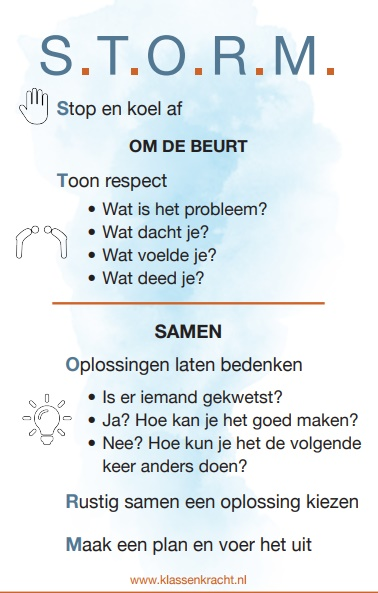 S.T.O.R.M.
Stop en koel af
OM DE BEURT
Toon respect
• Wat is het probleem?
• Wat dacht je?
• Wat voelde je?
• Wat deed je?
SAMEN
Oplossingen laten bedenken
• Is er iemand gekwetst?
• Ja? Hoe kan je het goed maken?
• Nee? Hoe kun je het de volgende
keer anders doen?
Rustig samen een oplossing kiezen
Maak een plan en voer het uit
www.klassenkracht.nl